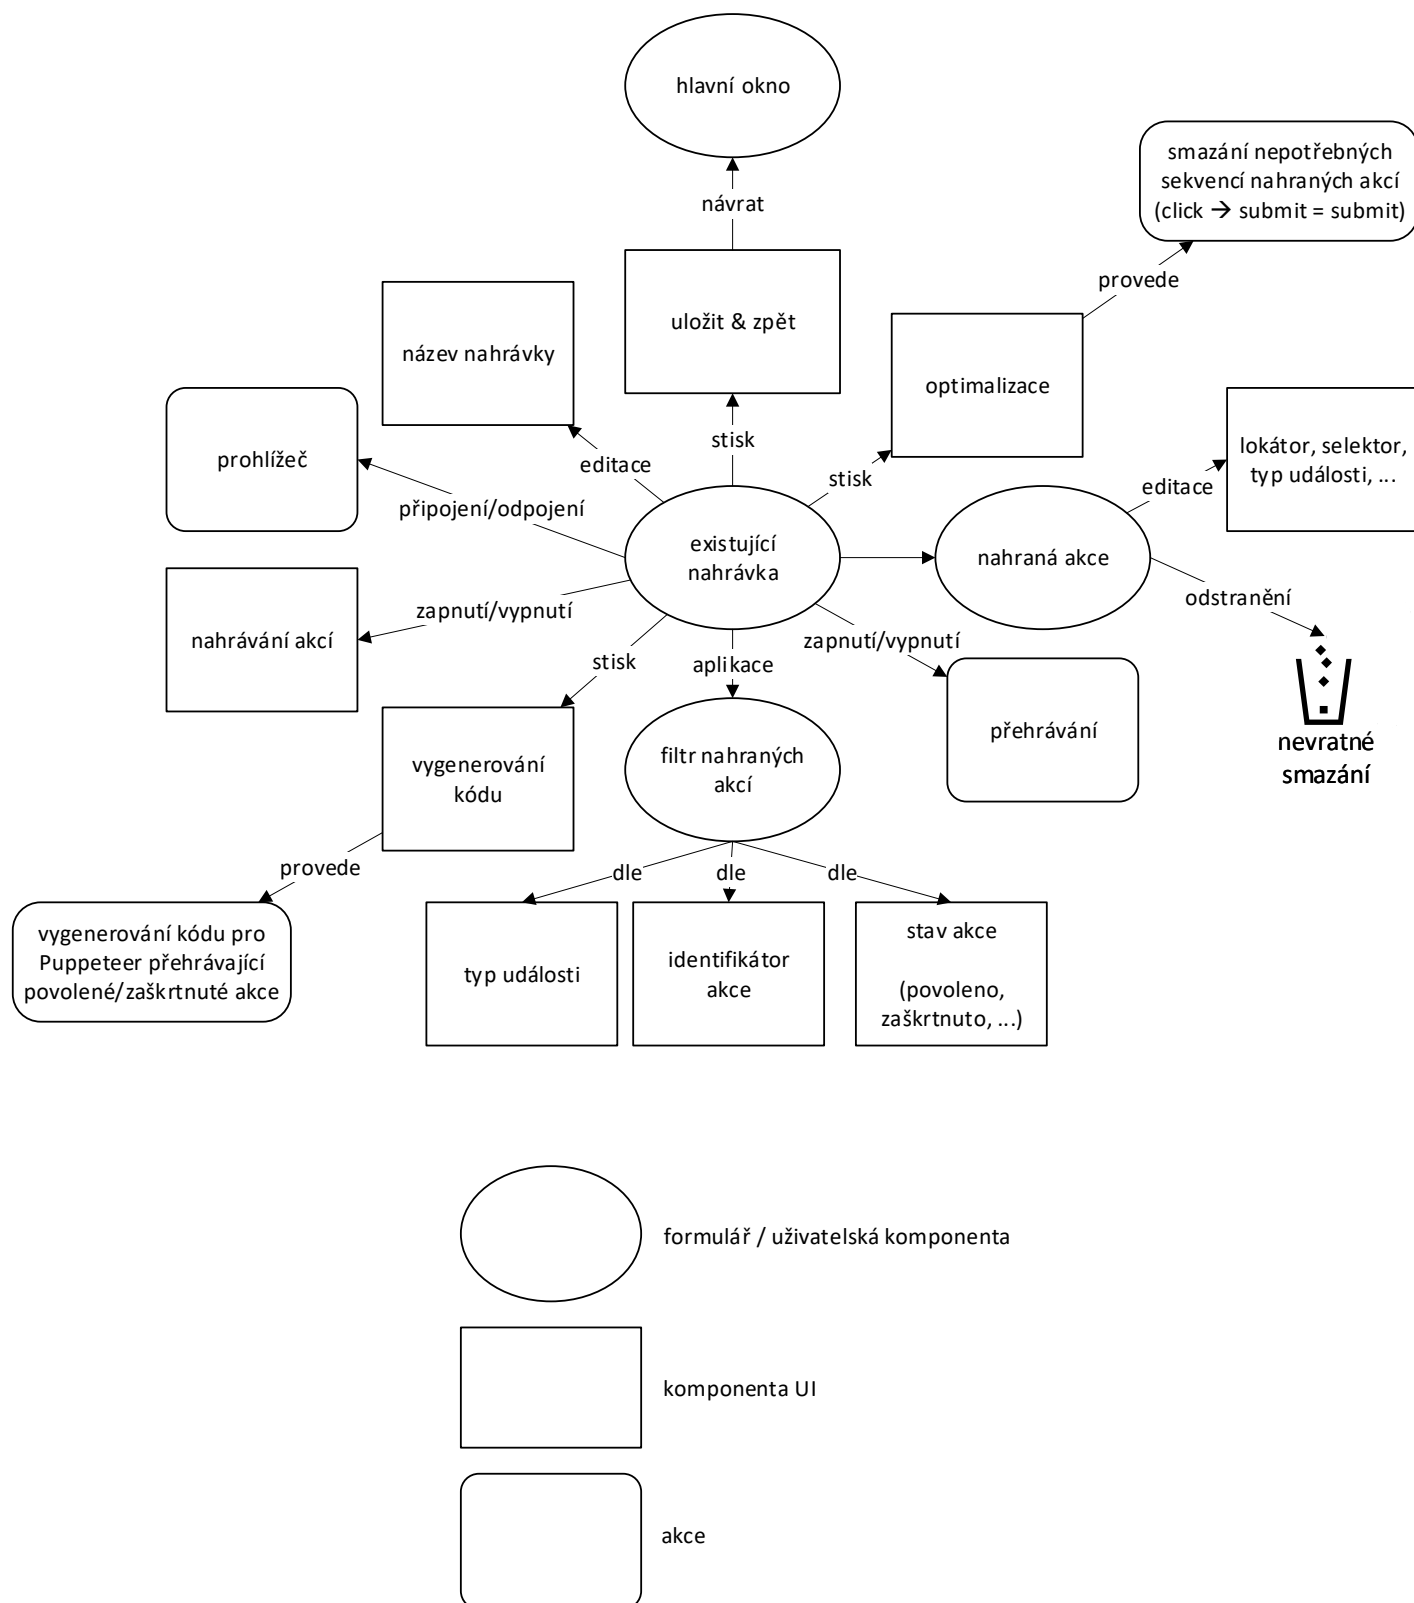 hlavní okno
smazání nepotřebných
sekvencí nahraných akcí
(click → submit = submit)
návrat
provede
uložit & zpět
název nahrávky
optimalizace
prohlížeč
stisk
lokátor, selektor,
typ události, ...
editace
stisk
editace
připojení/odpojení
existující
nahrávka
nahraná akce
odstranění
zapnutí/vypnutí
nahrávání akcí
stisk
aplikace
zapnutí/vypnutí
přehrávání
nevratné
smazání
filtr nahraných
akcí
vygenerování
kódu
provede
dle
dle
dle
vygenerování kódu pro
Puppeteer přehrávající
povolené/zaškrtnuté akce
typ události
identifikátor
akce
stav akce
(povoleno,
zaškrtnuto, ...)
formulář / uživatelská komponenta
komponenta UI
akce